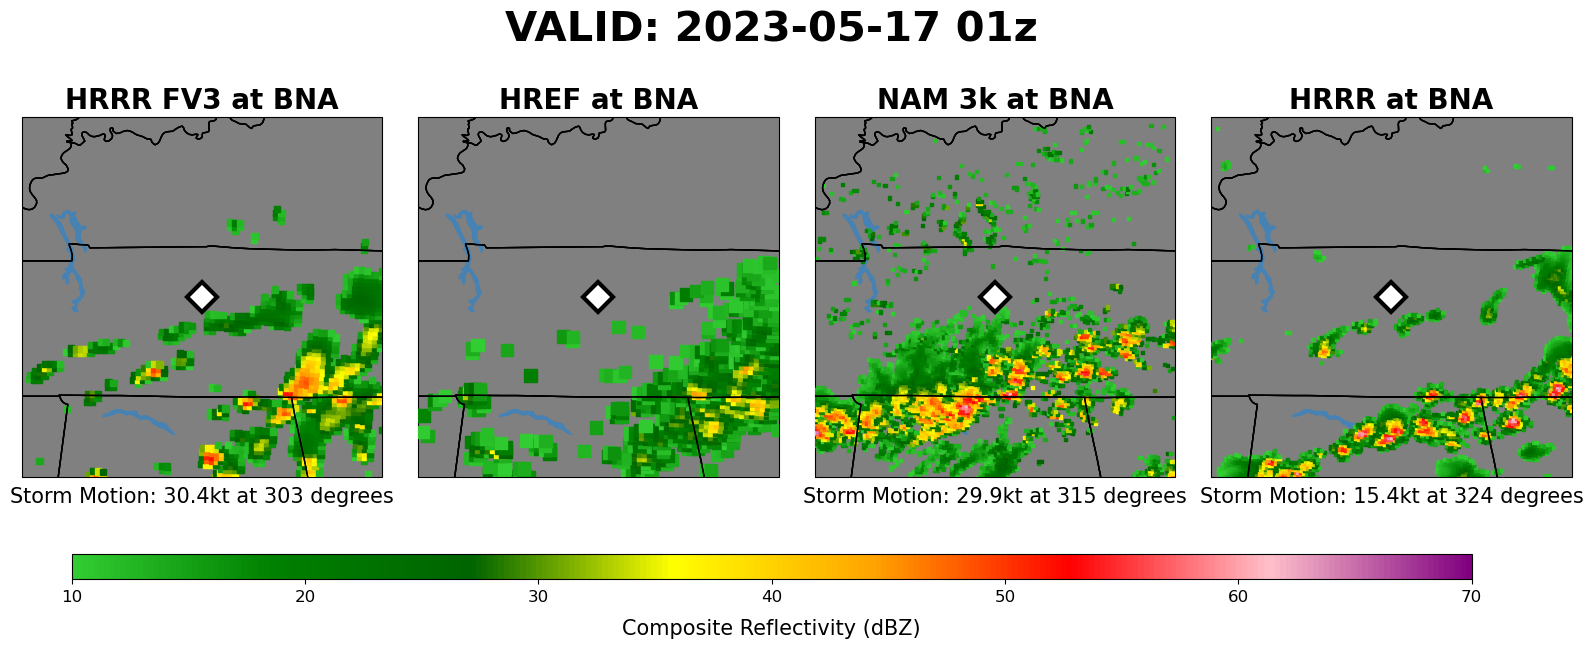 VALID: 2023-05-17 01z
HRRR FV3 at BNA
HREF at BNA
NAM 3k at BNA
HRRR at BNA
Storm Motion: 30.4kt at 303 degrees
Storm Motion: 29.9kt at 315 degrees
Storm Motion: 15.4kt at 324 degrees
10 20 30 40 50 60 70
Composite Reflectivity (dBZ)